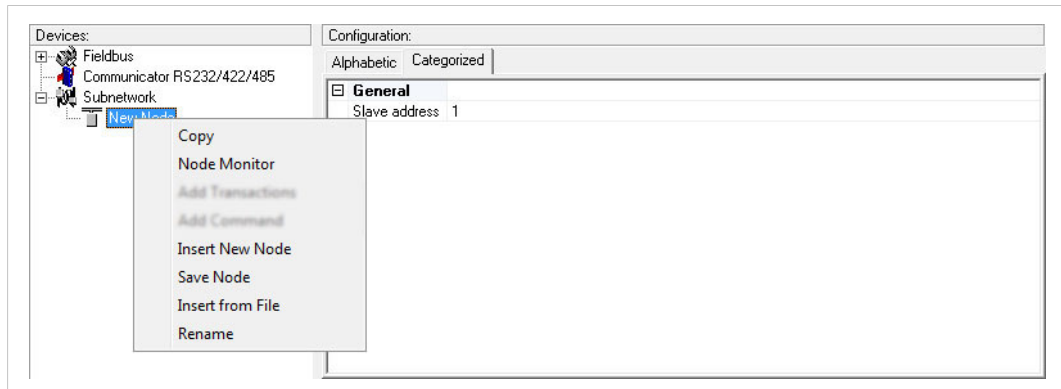 Devices:
Fieldbus
Communicator RS232/422/485
Subnetwork
New Node
Copy
Node Monitor
Add Transactions
Add Command
Insert New Node
Save Node
Insert from File
Rename
Configuration:
Alphabetic Categorized
General
Slave address 1